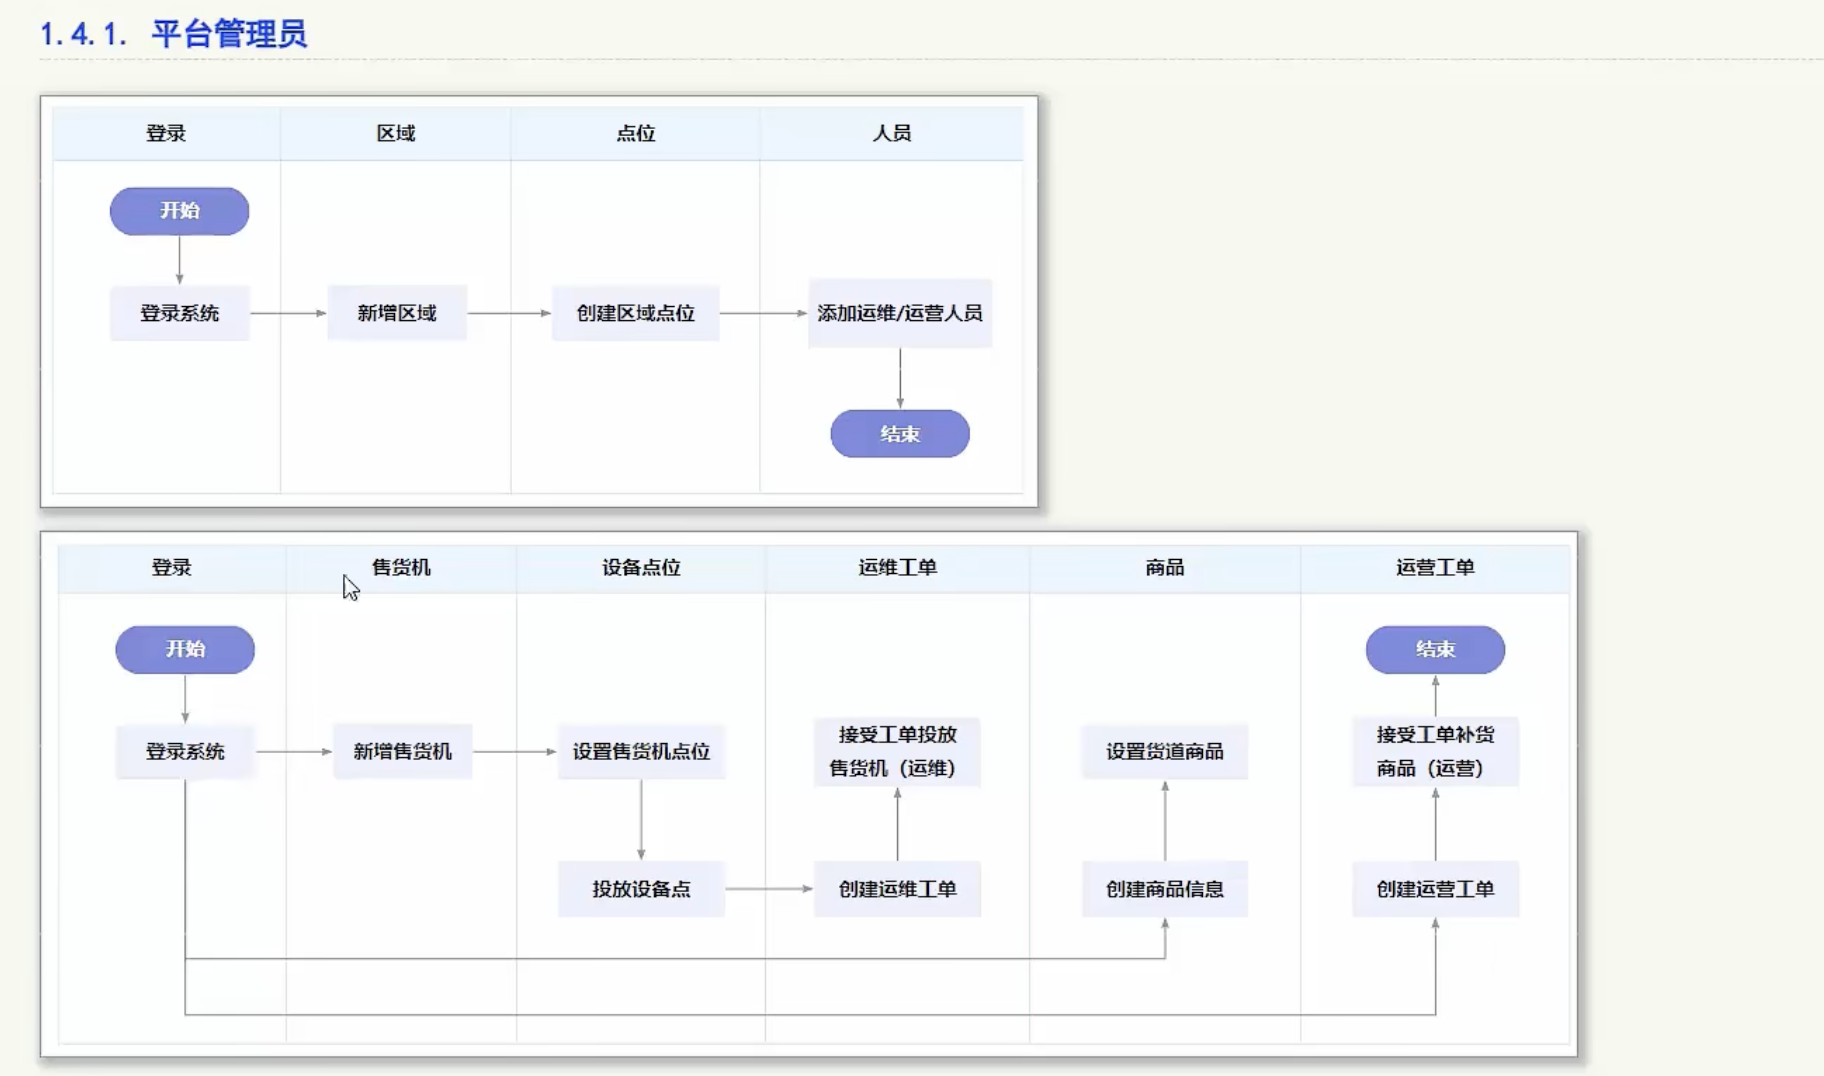 1.4.1. 平台管理员
登录
区域
点位
人员
开始
登录系统
新增区域
创建区域点位
添加运维/运营人员
结束
登录
售货机
设备点位
运维工单
商品
运营工单
开始
结束
登录系统
新增售货机
设置售货机点位
接受工单投放
售货机（运维）
设置货道商品
接受工单补货
商品（运营）
投放设备点
创建运维工单
创建商品信息
创建运营工单